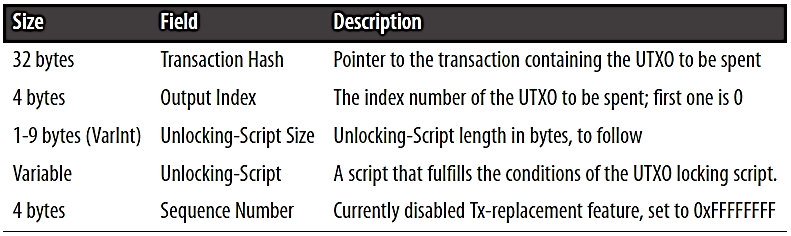 Size Field Description
32 bytes Transaction Hash Pointer to the transaction containing the UTXO to be spent
4 bytes Output Index The index number of the UTXO to be spent; first one is 0
1-9 bytes (VarInt) Unlocking-Script Size Unlocking-Script length in bytes, to follow
Variable Unlocking-Script A script that fulfills the conditions of the UTXO locking script.
4 bytes Sequence Number Currently disabled Tx-replacement feature, set to 0xFFFFFFFF